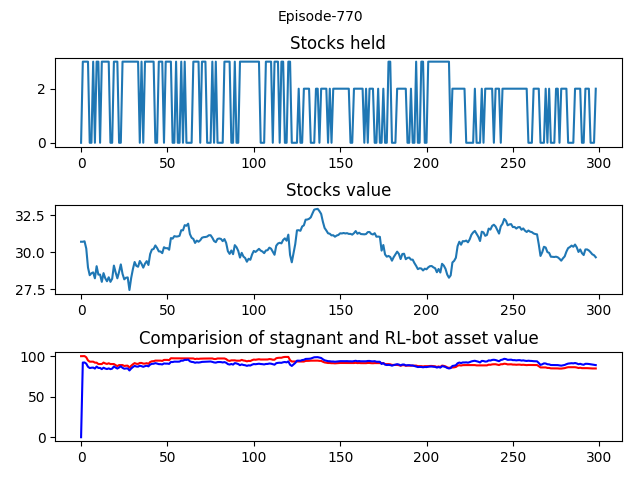 Episode-770
Stocks held
2
0
0 50 100 150 200 250 300
Stocks value
32.5
30.0
27.5
0 50 100 150 200 250 300
Comparision of stagnant and RL-bot asset value
100
50
0
0 50 100 150 200 250 300